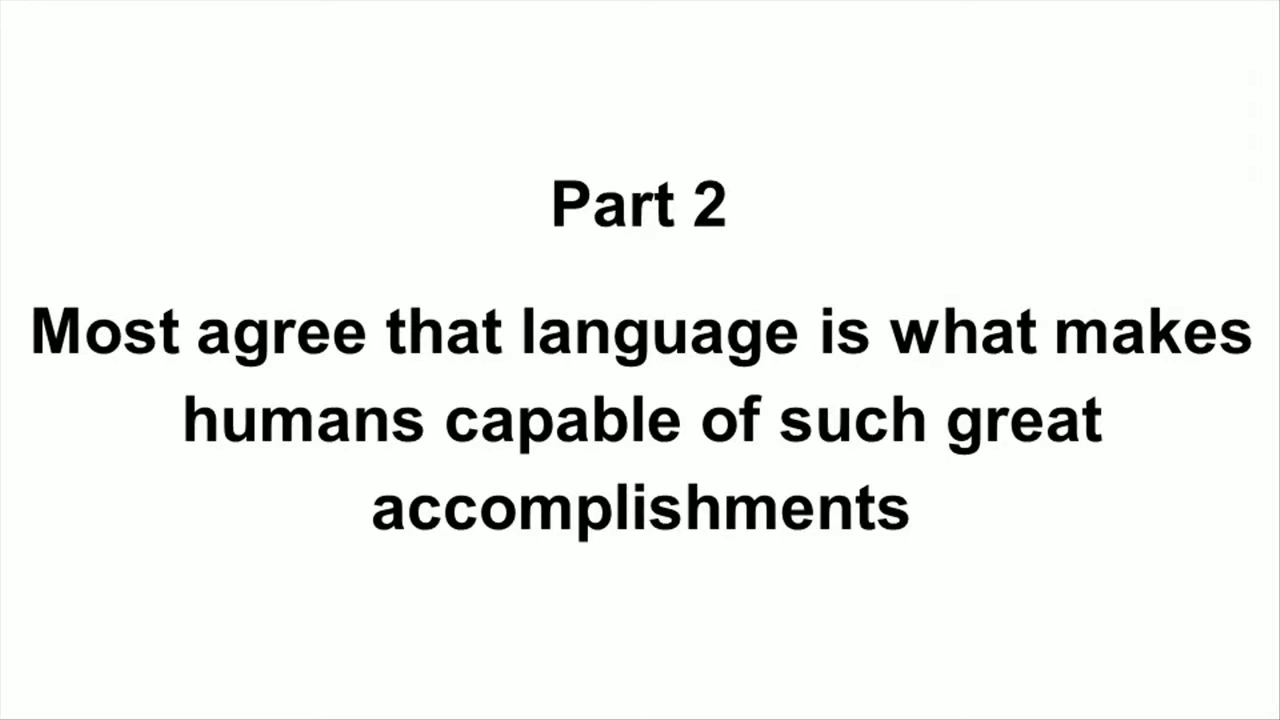 Part 2
Most agree that language is what makes
humans capable of such great
accomplishments